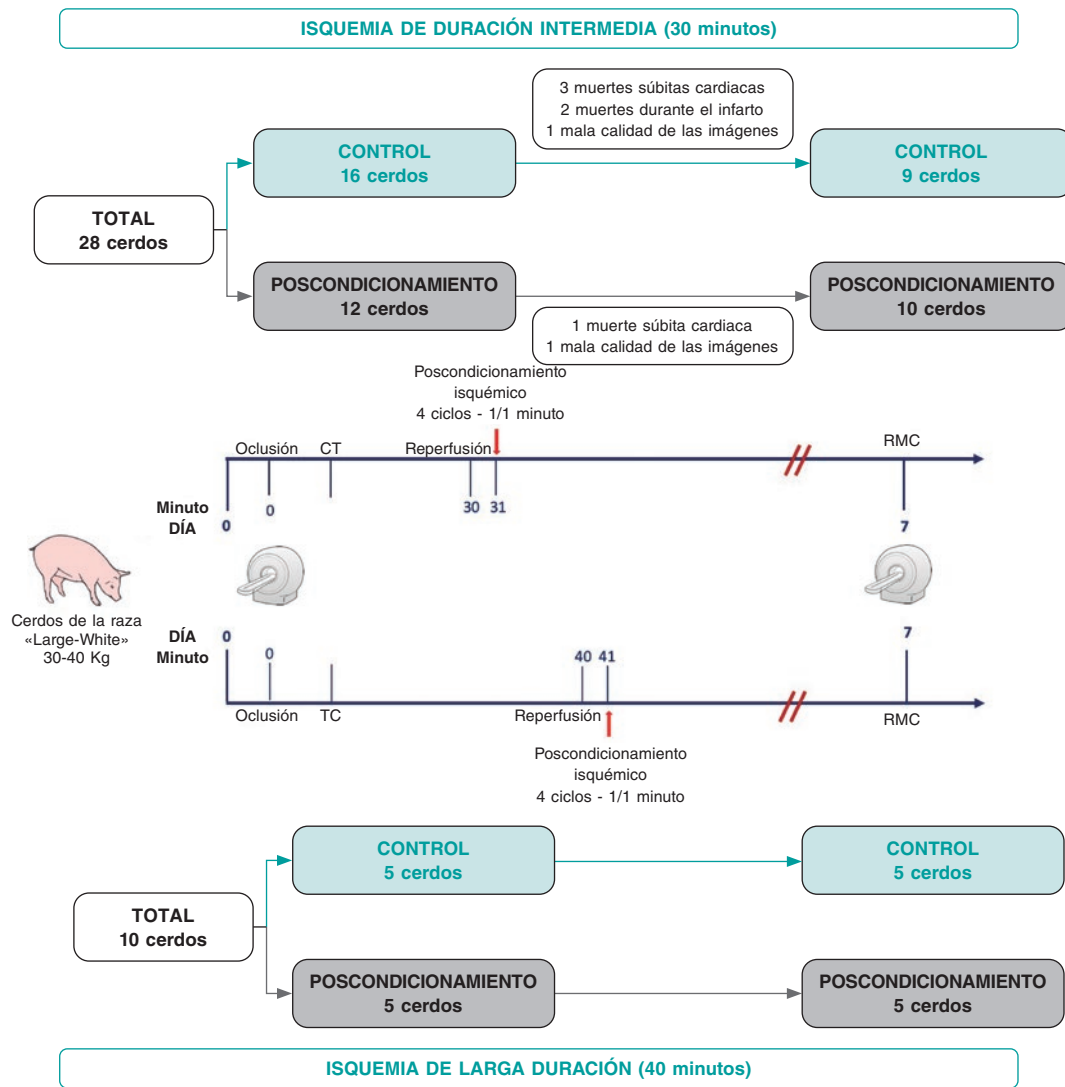 ISQUEMIA DE DURACIÓN INTERMEDIA (30 minutos)
3 muertes súbitas cardiacas
2 muertes durante el infarto
1 mala calidad de las imágenes
CONTROL
16 cerdos
CONTROL
9 cerdos
TOTAL
28 cerdos
POSCONDICIONAMIENTO
12 cerdos
POSCONDICIONAMIENTO
10 cerdos
1 muerte súbita cardiaca
1 mala calidad de las imágenes
Poscondicionamiento
isquémico
4 ciclos - 1/1 minuto
Oclusión CT Reperfusión RMC
Minuto 0 30 31
DÍA 0 7
Cerdos de la raza
«Large-White»
30-40 Kg
DÍA 0 7
Minuto 0 40 41
Oclusión TC Reperfusión RMC
Poscondicionamiento
isquémico
4 ciclos - 1/1 minuto
CONTROL
5 cerdos
CONTROL
5 cerdos
TOTAL
10 cerdos
POSCONDICIONAMIENTO
5 cerdos
POSCONDICIONAMIENTO
5 cerdos
ISQUEMIA DE LARGA DURACIÓN (40 minutos)